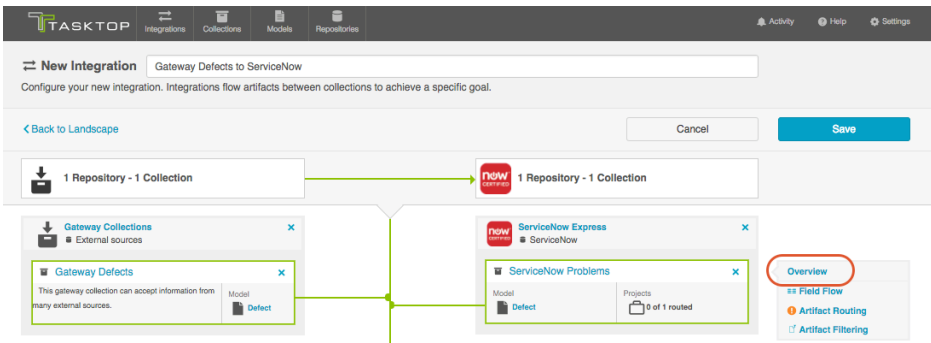 TASKTOP
Integrations
Collections
Models
Repositories
Activity
Help
Settings
New Integration
Gateway Defects to ServiceNow
Configure your new integration. Integrations flow artifacts between collections to achieve a specific goal.
Back to Landscape
Cancel
Save
1 Repository - 1 Collection
now
CERTIFIED
1 Repository - 1 Collection
Gateway Collections
External sources
now
CERTIFIED
ServiceNow Express
ServiceNow
Gateway Defects
This gateway collection can accept information from
many external sources.
Model
Defect
ServiceNow Problems
Model
Defect
Projects
0 of 1 routed
Overview
Field Flow
Artifact Routing
Artifact Filtering